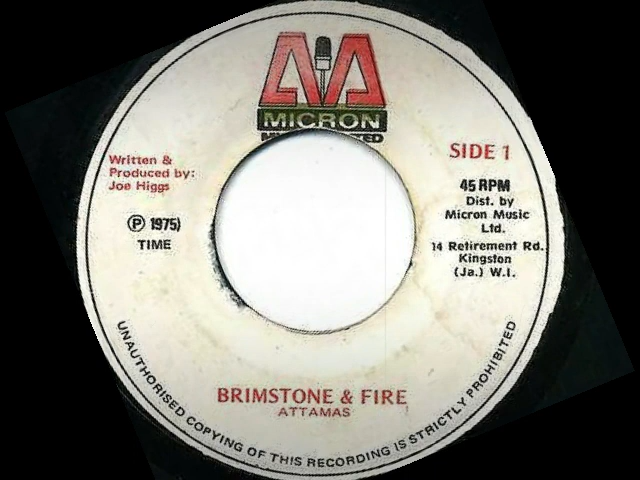 MICRON
Written &
Produced by:
Joe Higgs
Ⓟ 1975)
TIME
SIDE 1
45 RPM
Dist. by
Micron Music
Ltd.
14 Retirement Rd.
Kingston
(Ja.) W.I.
BRIMSTONE & FIRE
ATTAMAS
UNAUTHORISED COPYING OF THIS RECORDING IS STRICTLY PROHIBITED